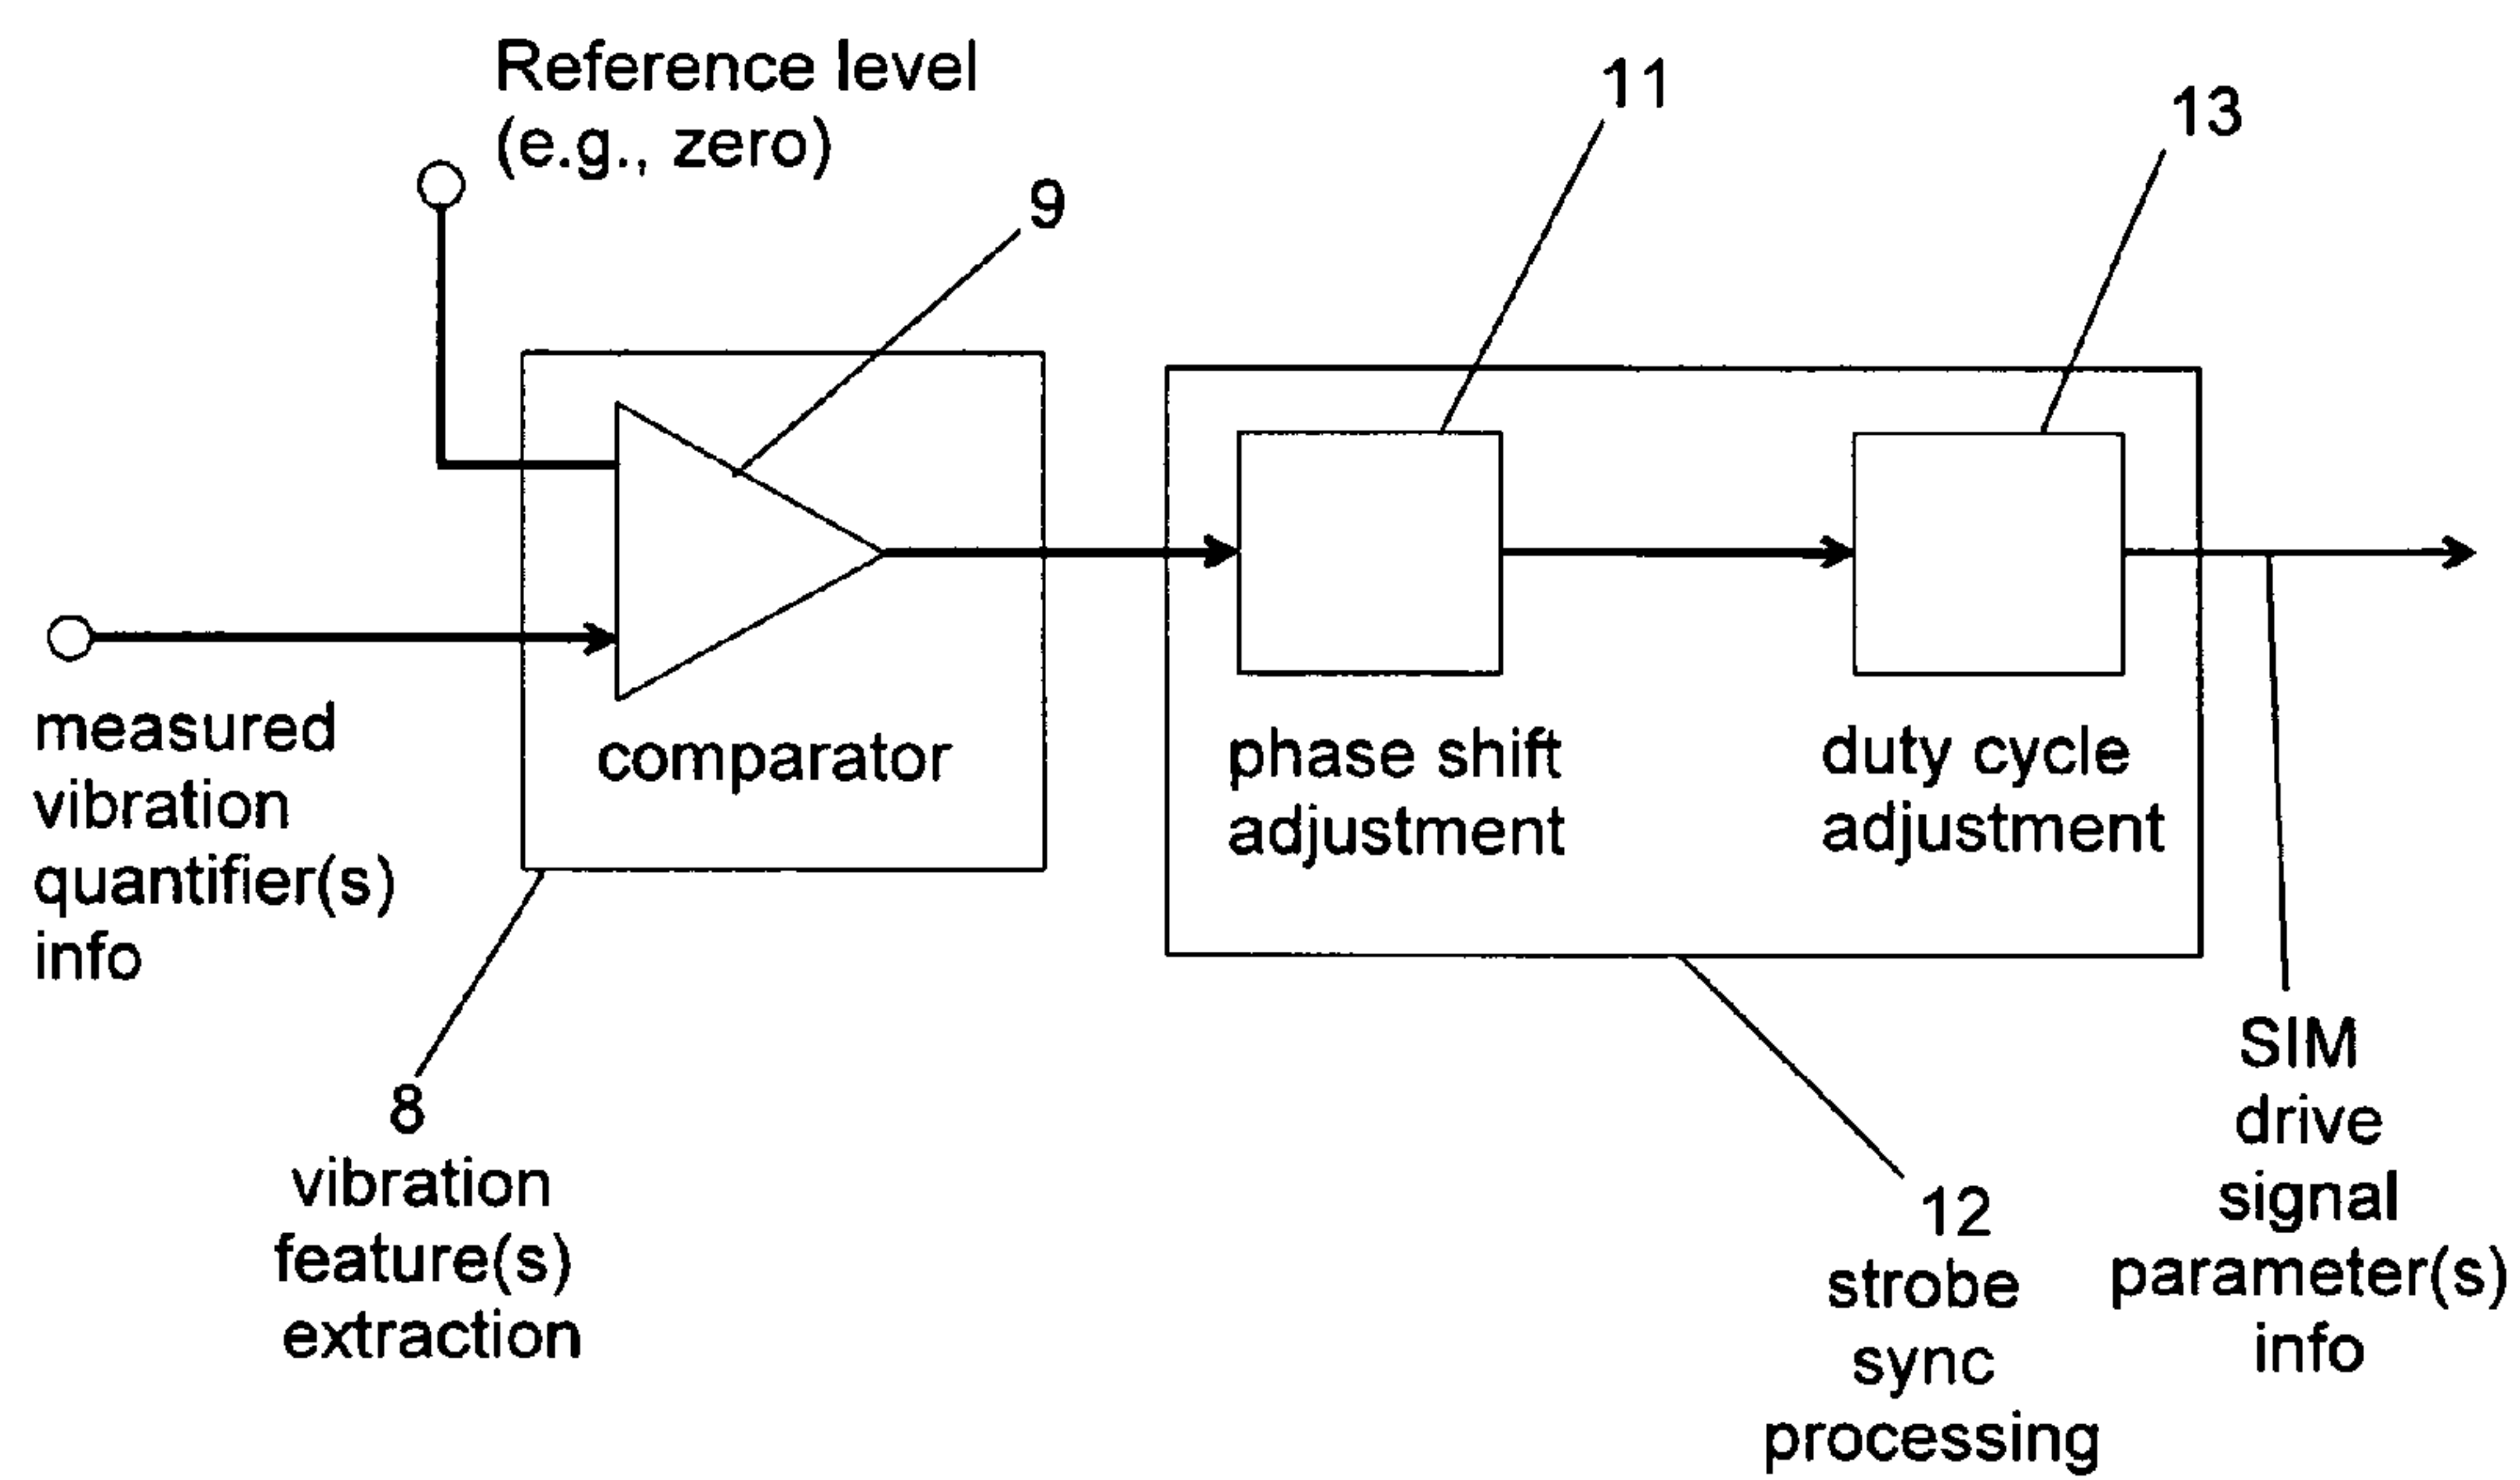 Reference level
(e.g., zero)
9
11
13
measured
vibration
quantifier(s)
info
comparator
phase shift
adjustment
duty cycle
adjustment
8
vibration
feature(s)
extraction
12
strobe
sync
processing
SIM
drive
signal
parameter(s)
info